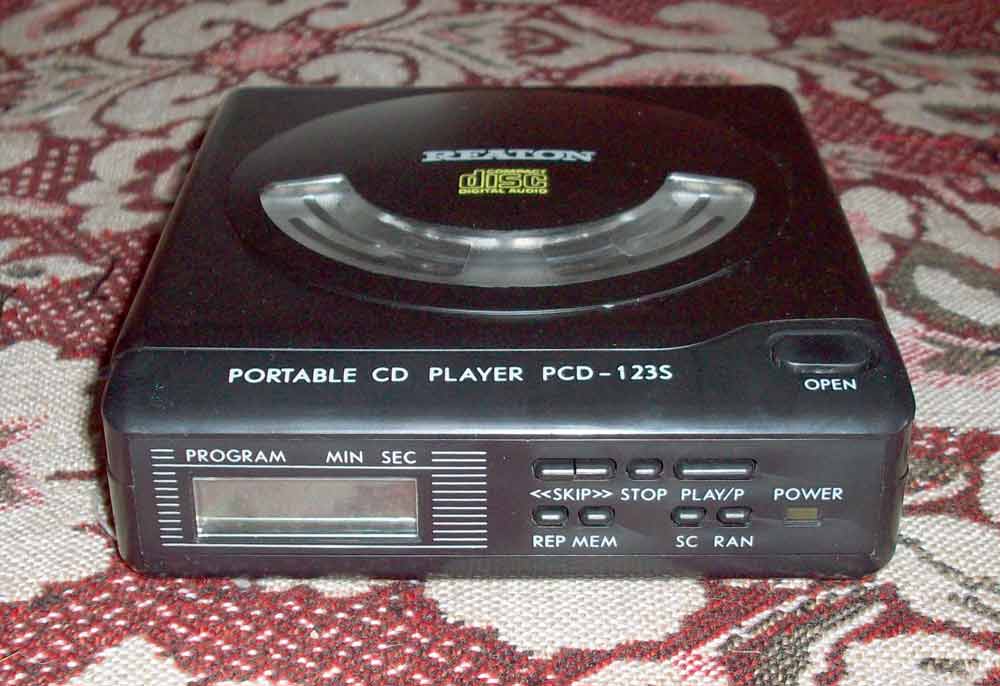 REATON
COMPACT
disc
DIGITAL AUDIO
PORTABLE CD PLAYER PCD-123S
OPEN
PROGRAM MIN SEC
<<SKIP>> STOP PLAY/P POWER
REP MEM SC RAN